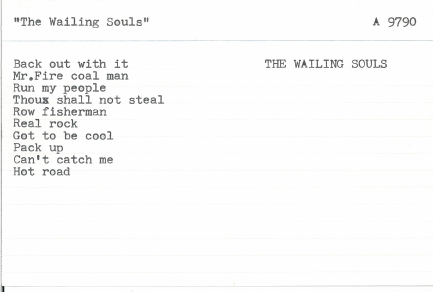 "The Wailing Souls" A 9790
Back out with it THE WAILING SOULS
Mr.Fire coal man
Run my people
Thoux shall not steal
Row fisherman
Real rock
Got to be cool
Pack up
Can't catch me
Hot road